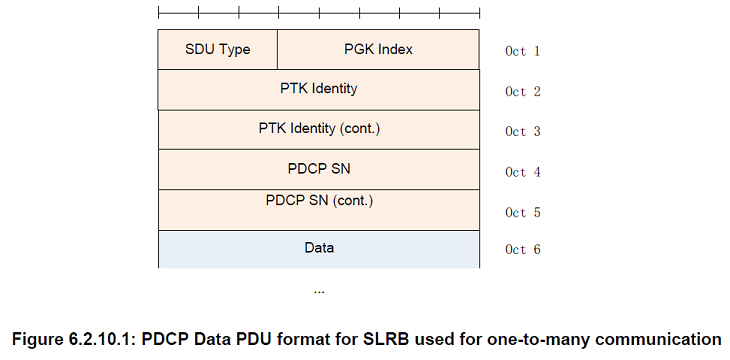 SDU Type PGK Index Oct 1
PTK Identity Oct 2
PTK Identity (cont.) Oct 3
PDCP SN Oct 4
PDCP SN (cont.) Oct 5
Data Oct 6
...
Figure 6.2.10.1: PDCP Data PDU format for SLRB used for one-to-many communication